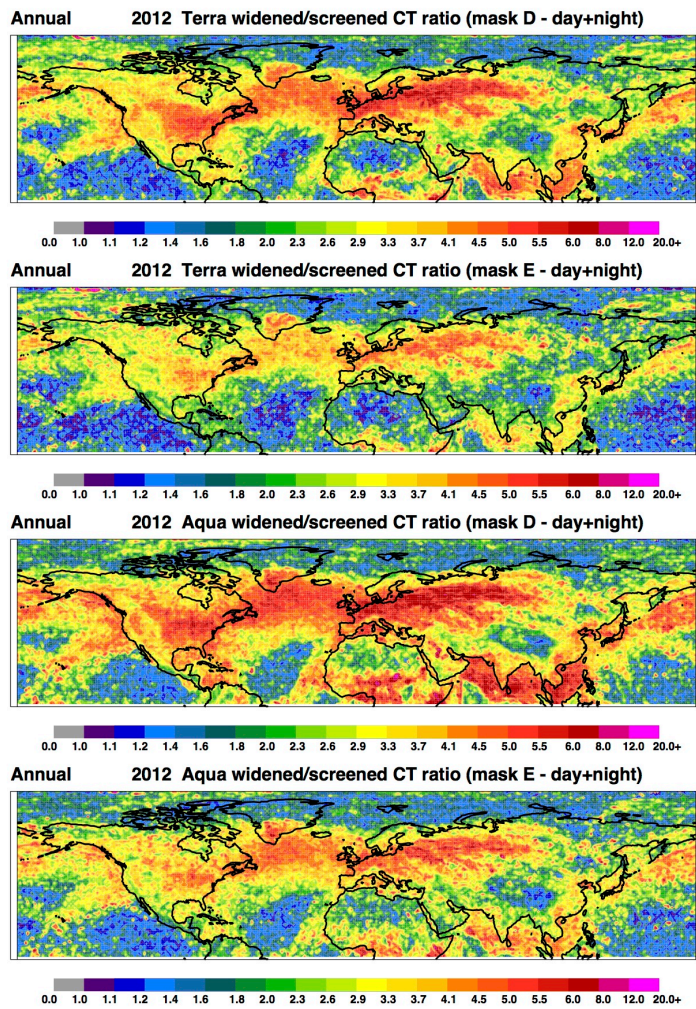 Annual 2012 Terra widened/screened CT ratio (mask D - day+night)
0.0 1.0 1.1 1.2 1.4 1.6 1.8 2.0 2.3 2.6 2.9 3.3 3.7 4.1 4.5 5.0 5.5 6.0 8.0 12.0 20.0+
Annual 2012 Terra widened/screened CT ratio (mask E - day+night)
0.0 1.0 1.1 1.2 1.4 1.6 1.8 2.0 2.3 2.6 2.9 3.3 3.7 4.1 4.5 5.0 5.5 6.0 8.0 12.0 20.0+
Annual 2012 Aqua widened/screened CT ratio (mask D - day+night)
0.0 1.0 1.1 1.2 1.4 1.6 1.8 2.0 2.3 2.6 2.9 3.3 3.7 4.1 4.5 5.0 5.5 6.0 8.0 12.0 20.0+
Annual 2012 Aqua widened/screened CT ratio (mask E - day+night)
0.0 1.0 1.1 1.2 1.4 1.6 1.8 2.0 2.3 2.6 2.9 3.3 3.7 4.1 4.5 5.0 5.5 6.0 8.0 12.0 20.0+